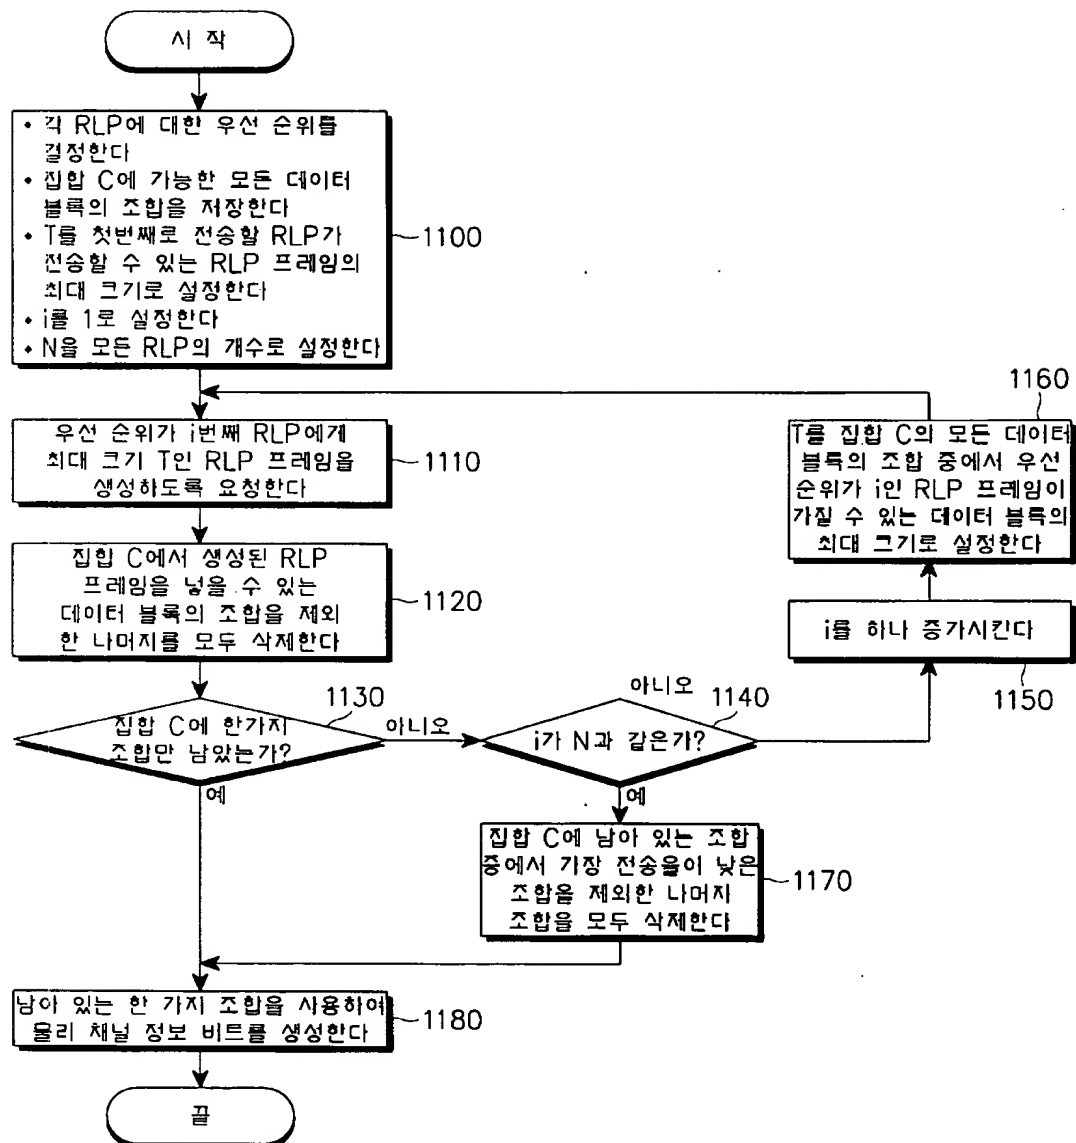 시 작
• 각 RLP에 대한 우선 순위를
결정한다
• 집합 C에 가능한 모든 데이터
블록의 조합을 저장한다
• T를 첫번째로 전송할 RLP가
전송할 수 있는 RLP 프레임의
최대 크기로 설정한다
• i를 1로 설정한다
• N을 모든 RLP의 개수로 설정한다
1100
우선 순위가 i번째 RLP에게
최대 크기 T인 RLP 프레임을
생성하도록 요청한다
1110
집합 C에서 생성된 RLP
프레임을 넣을 수 있는
데이터 블록의 조합을 제외
한 나머지를 모두 삭제한다
1120
1160
T를 집합 C의 모든 데이터
블록의 조합 중에서 우선
순위가 i인 RLP 프레임이
가질 수 있는 데이터 블록의
최대 크기로 설정한다
i를 하나 증가시킨다
1150
1130
집합 C에 한가지
조합만 남았는가?
아니오
예
아니오
1140
i가 N과 같은가?
예
집합 C에 남아 있는 조합
중에서 가장 전송율이 낮은
조합을 제외한 나머지
조합을 모두 삭제한다
1170
남아 있는 한 가지 조합을 사용하여
물리 채널 정보 비트를 생성한다
1180
끝